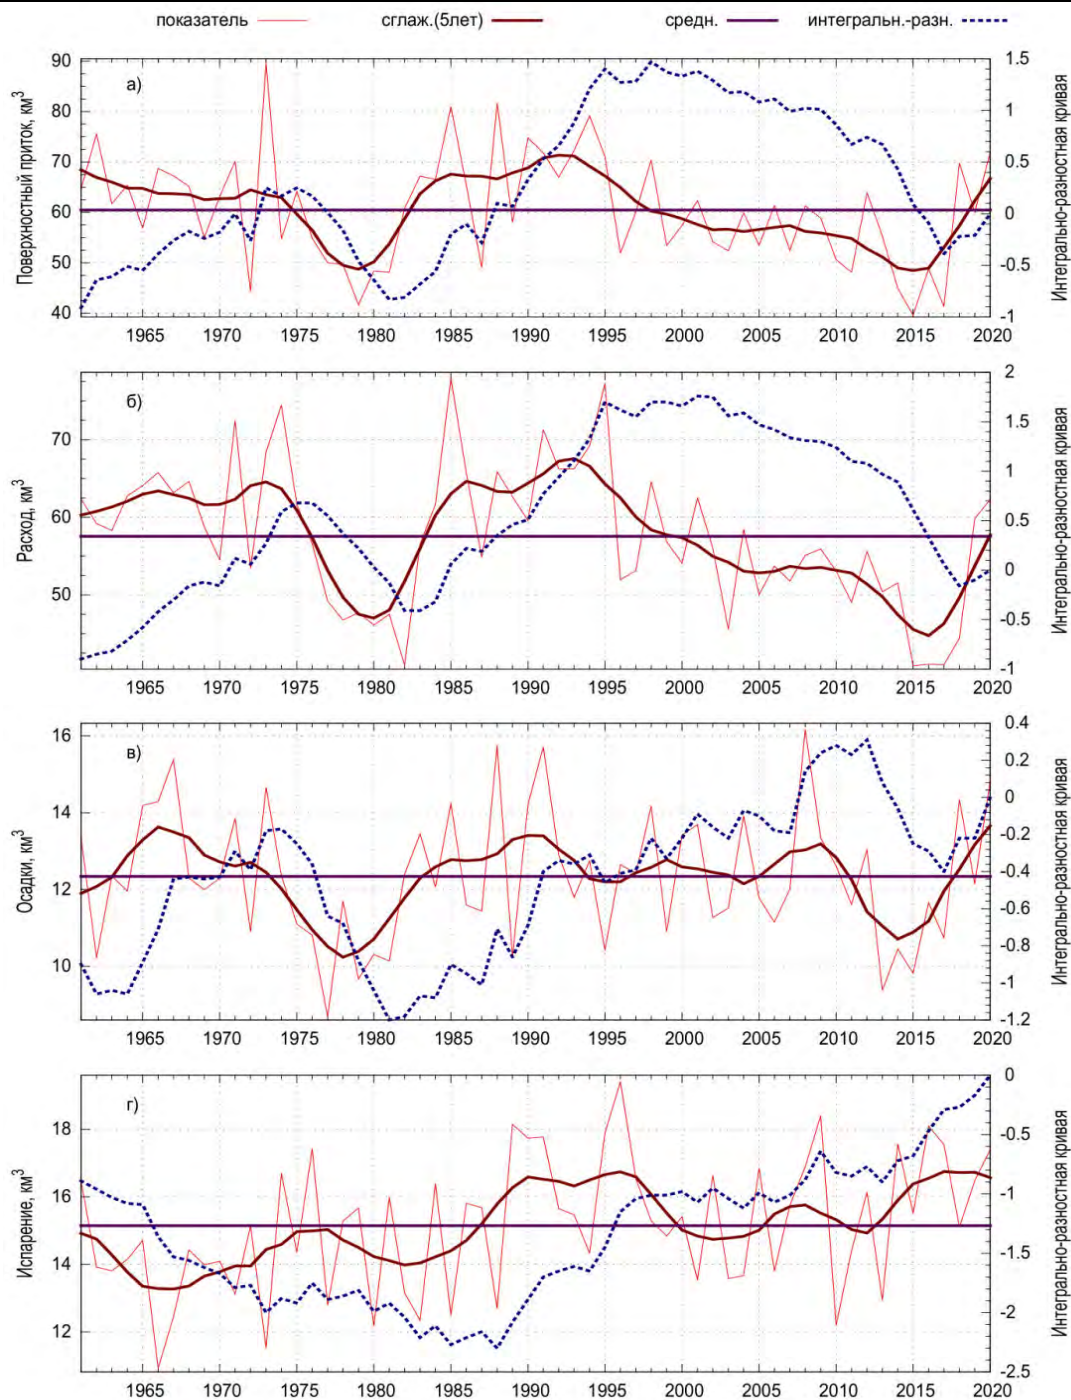 показатель сглаж.(5лет) средн. интегральн.-разн.
а)
Поверхностный приток, км³
90
80
70
60
50
40
1.5
1
0.5
0
-0.5
-1
Интегрально-разностная кривая
1965 1970 1975 1980 1985 1990 1995 2000 2005 2010 2015 2020
б)
Расход, км³
70
60
50
2
1.5
1
0.5
0
-0.5
-1
Интегрально-разностная кривая
1965 1970 1975 1980 1985 1990 1995 2000 2005 2010 2015 2020
в)
Осадки, км³
16
14
12
10
0.4
0.2
0
-0.2
-0.4
-0.6
-0.8
-1
-1.2
Интегрально-разностная кривая
1965 1970 1975 1980 1985 1990 1995 2000 2005 2010 2015 2020
г)
Испарение, км³
18
16
14
12
0
-0.5
-1
-1.5
-2
-2.5
Интегрально-разностная кривая
1965 1970 1975 1980 1985 1990 1995 2000 2005 2010 2015 2020